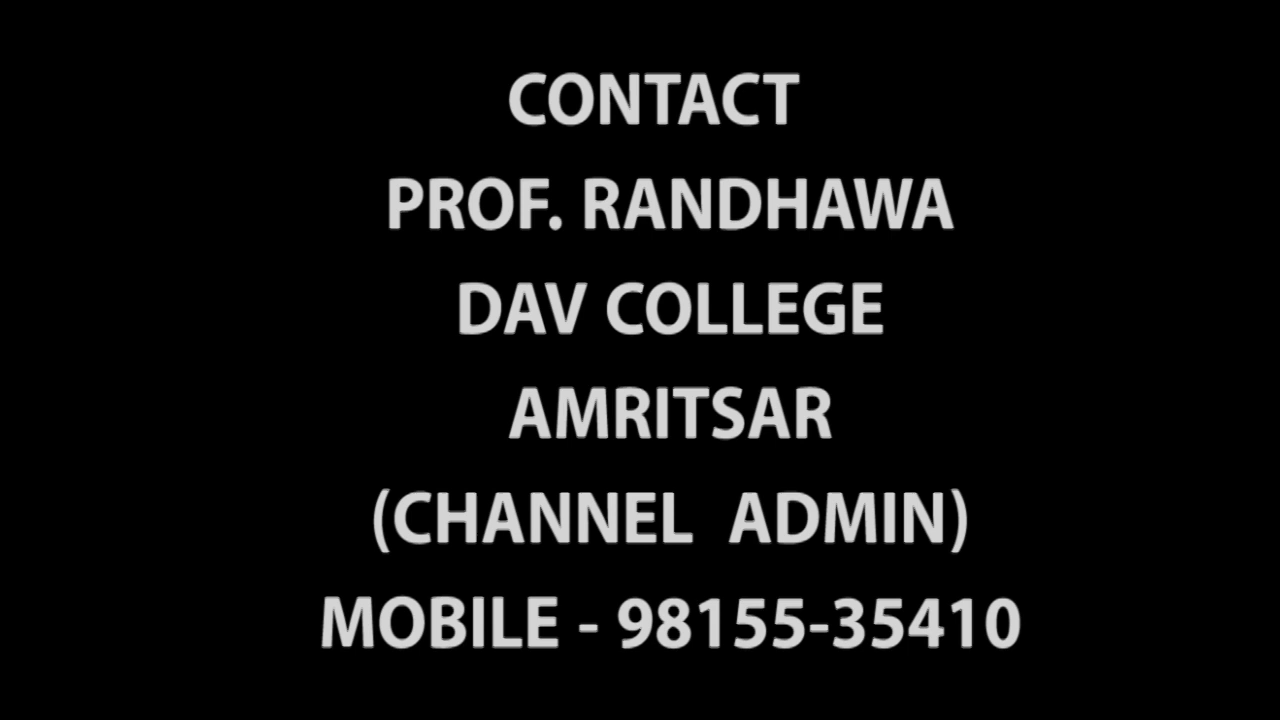 CONTACT
PROF. RANDHAWA
DAV COLLEGE
AMRITSAR
(CHANNEL ADMIN)
MOBILE - 98155-35410